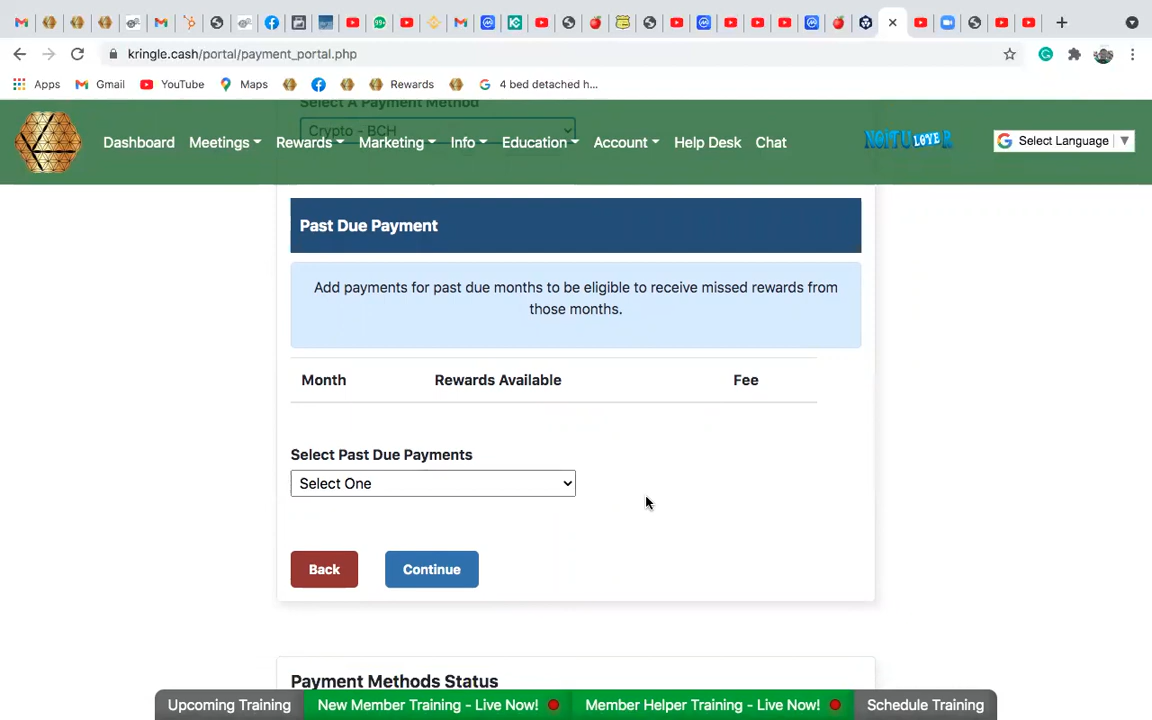 kringle.cash/portal/payment_portal.php
Apps Gmail YouTube Maps Rewards 4 bed detached h...
Select A Payment Method
Crypto - BCH
Dashboard Meetings Rewards Marketing Info Education Account Help Desk Chat
NOITULOVER
Select Language
Past Due Payment
Add payments for past due months to be eligible to receive missed rewards from
those months.
Month Rewards Available Fee
Select Past Due Payments
Select One
Back Continue
Payment Methods Status
Upcoming Training New Member Training - Live Now! Member Helper Training - Live Now! Schedule Training